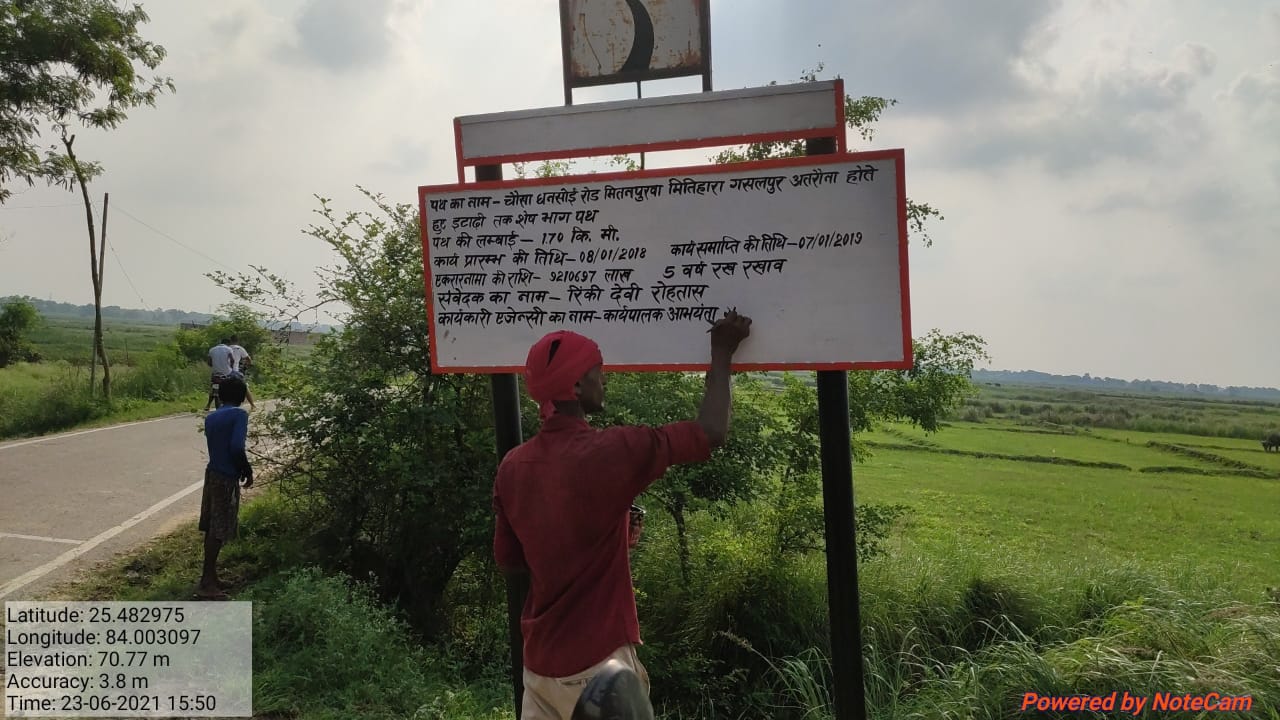 पथ का नाम - चौसा धनसोई रोड मितनपुरवा मितिहारा गसलपुर अतरौना होते
हुए इटाढ़ी तक शेष भाग पथ
पथ की लम्बाई - 1.70 कि. मी.
कार्य प्रारम्भ की तिथि - 08/01/2018 कार्य समाप्ति की तिथि - 07/01/2019
एकरारनामा की राशि - 9210697 लाख 5 वर्ष रख रखाव
संवेदक का नाम - रिंकी देवी रोहतास
कार्यकारी एजेन्सी का नाम - कार्यपालक अभियंता
Latitude: 25.482975
Longitude: 84.003097
Elevation: 70.77 m
Accuracy: 3.8 m
Time: 23-06-2021 15:50
Powered by NoteCam